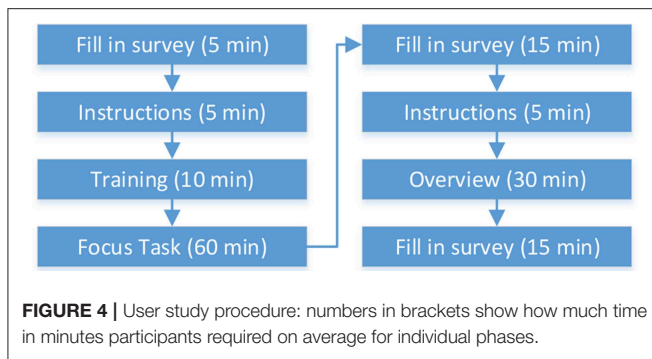 Fill in survey (5 min)
Instructions (5 min)
Training (10 min)
Focus Task (60 min)
Fill in survey (15 min)
Instructions (5 min)
Overview (30 min)
Fill in survey (15 min)
FIGURE 4 | User study procedure: numbers in brackets show how much time
in minutes participants required on average for individual phases.